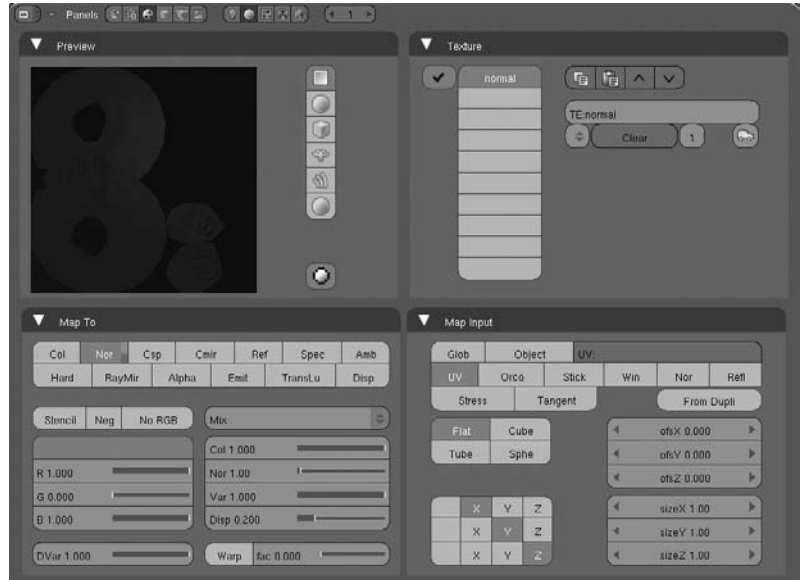 Panels 1
Preview
Texture
normal
TE:normal
Clear 1
Map To
Col Nor Csp Cmir Ref Spec Amb
Hard RayMir Alpha Emit TransLu Disp
Stencil Neg No RGB Mix
Col 1.000
R 1.000 Nor 1.00
G 0.000 Var 1.000
B 1.000 Disp 0.200
DVar 1.000 Warp fac 0.000
Map Input
Glob Object UV:
UV Orco Stick Win Nor Refl
Stress Tangent From Dupli
Flat Cube ofsX 0.000
Tube Sphe ofsY 0.000
ofsZ 0.000
X Y Z sizeX 1.00
X Y Z sizeY 1.00
X Y Z sizeZ 1.00